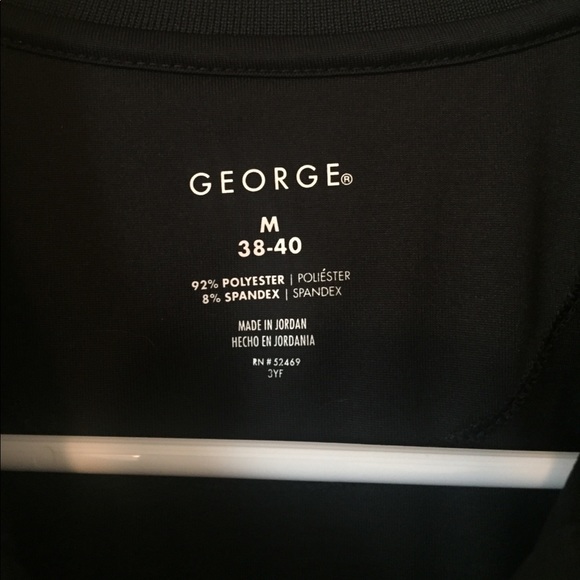 GEORGE®
M
38-40
92% POLYESTER | POLIÉSTER
8% SPANDEX | SPANDEX
MADE IN JORDAN
HECHO EN JORDANIA
RN # 52469
3YF